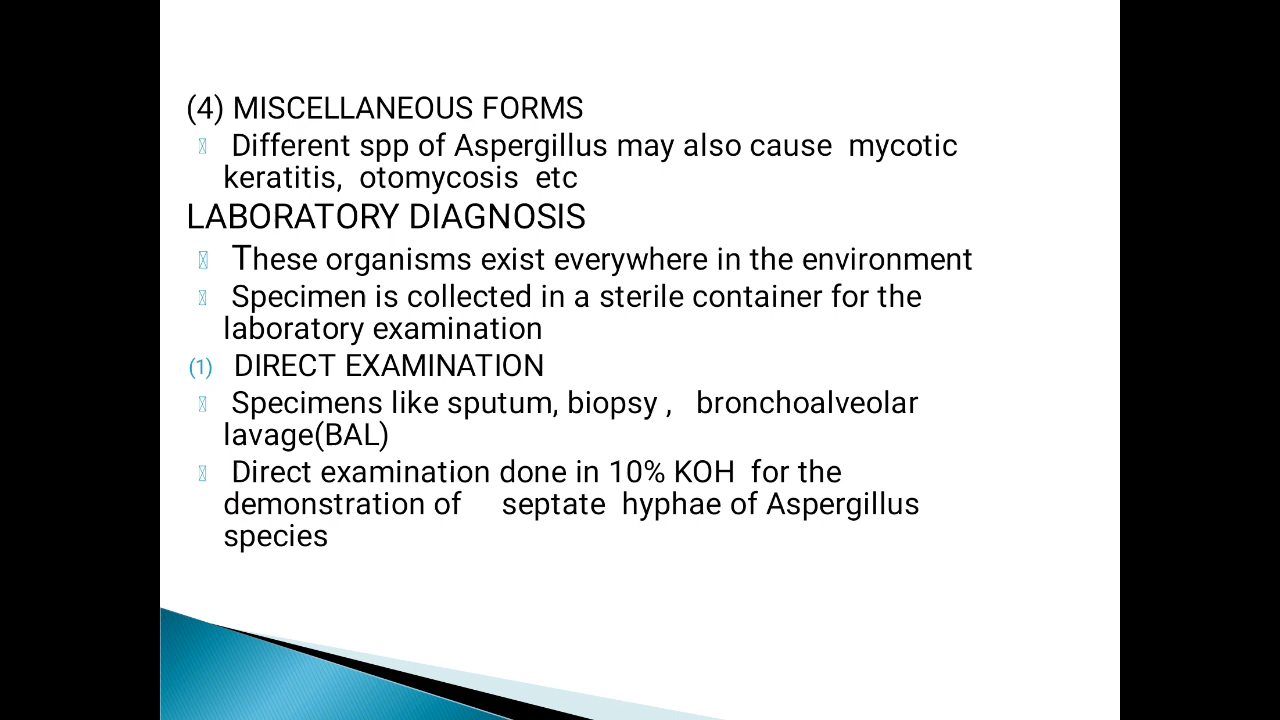 (4) MISCELLANEOUS FORMS
Different spp of Aspergillus may also cause mycotic
keratitis, otomycosis etc
LABORATORY DIAGNOSIS
These organisms exist everywhere in the environment
Specimen is collected in a sterile container for the
laboratory examination
(1) DIRECT EXAMINATION
Specimens like sputum, biopsy , bronchoalveolar
lavage(BAL)
Direct examination done in 10% KOH for the
demonstration of septate hyphae of Aspergillus
species